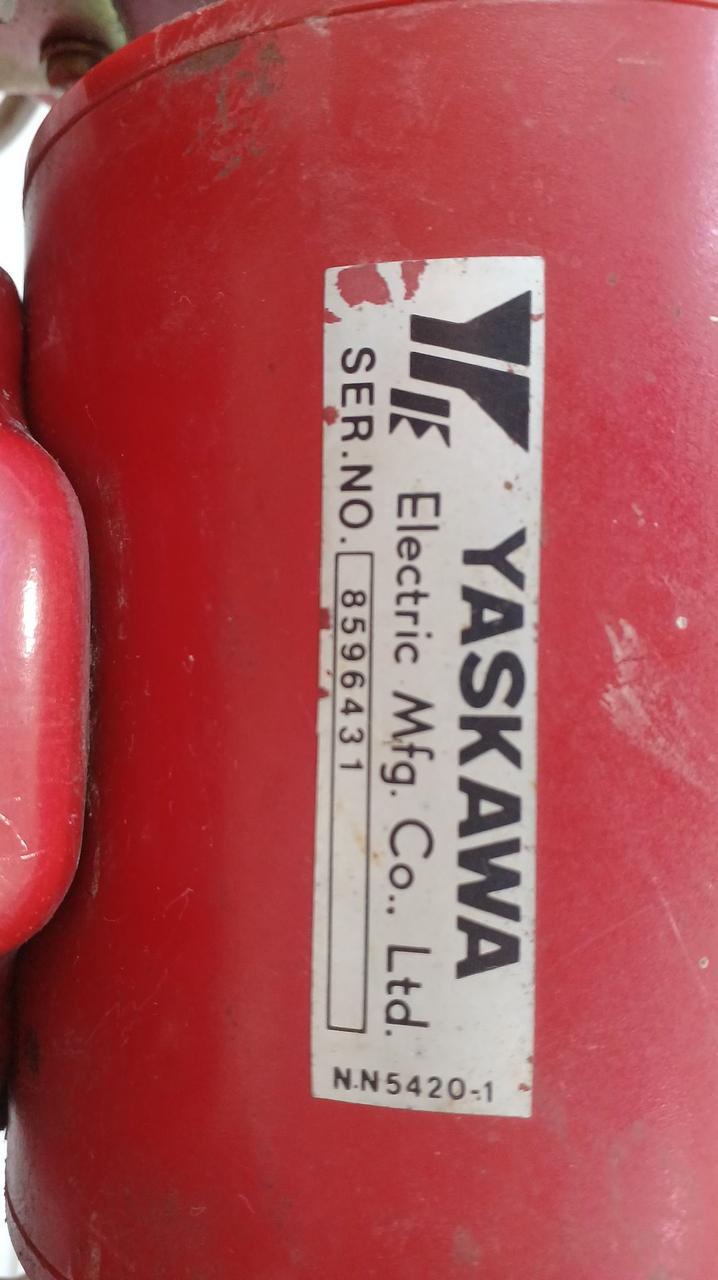 YASKAWA
Electric Mfg. Co., Ltd.
SER.NO. 8596431
N.N5420-1